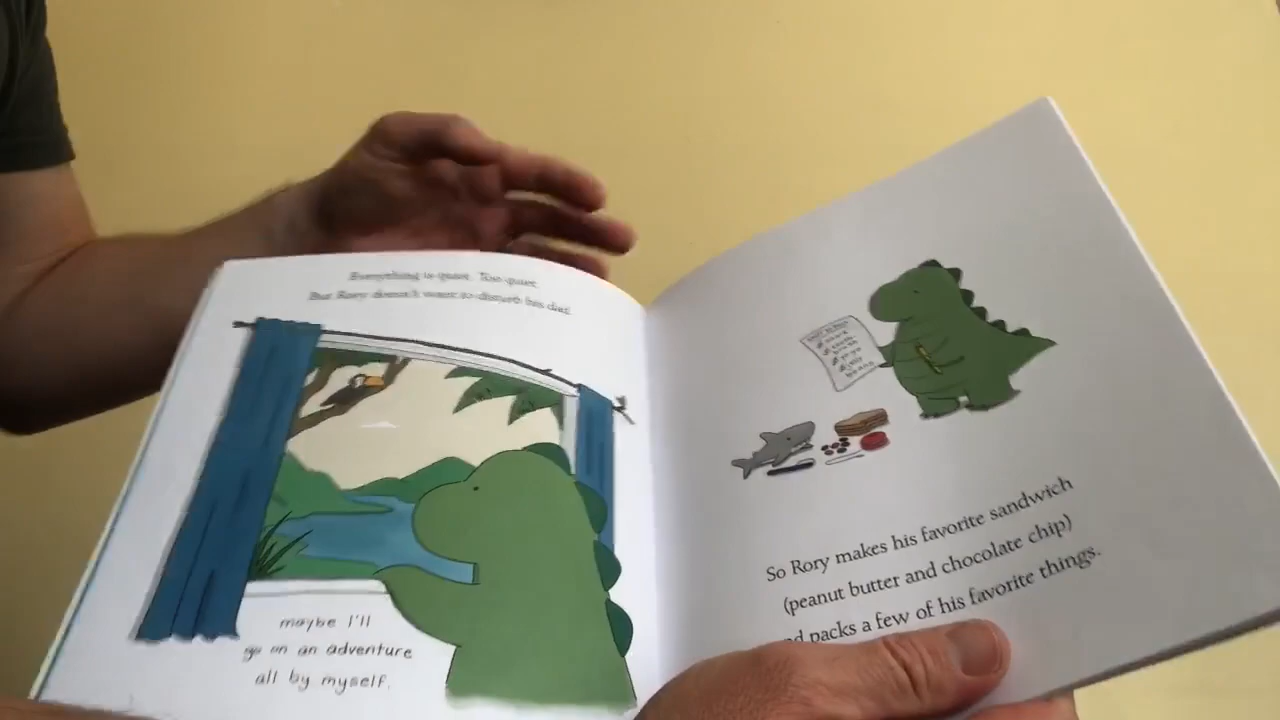 Everything is quiet. Too quiet.
But Rory doesn't want to disturb his dad.
maybe I'll
go on an adventure
all by myself.
So Rory makes his favorite sandwich
(peanut butter and chocolate chip)
packs a few of his favorite things.